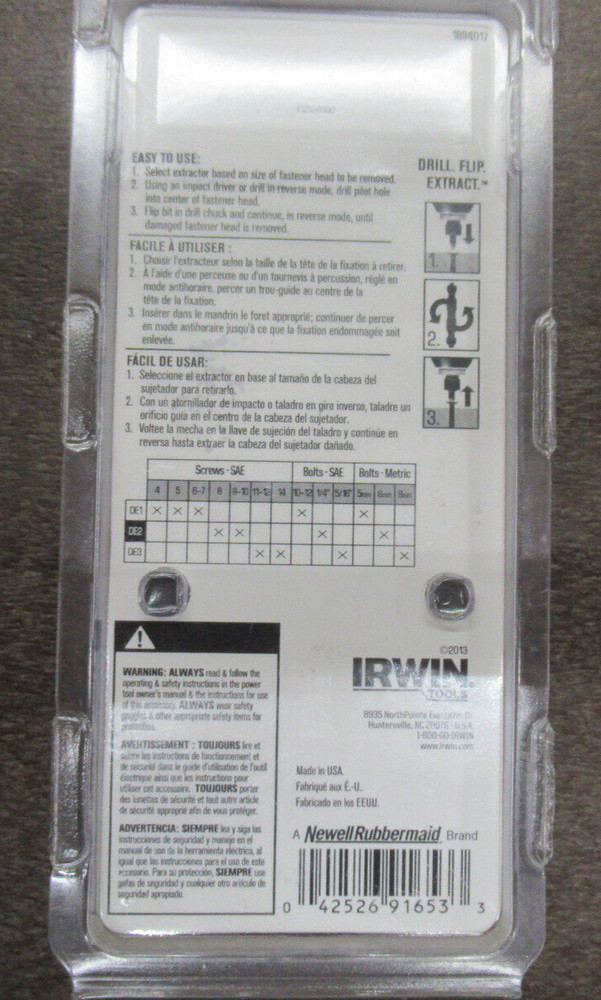 1894017
EASY TO USE:
1. Select extractor based on size of fastener head to be removed.
2. Using an impact driver or drill in reverse mode, drill pilot hole
into center of fastener head.
3. Flip bit in drill chuck and continue, in reverse mode, until
damaged fastener head is removed.
DRILL. FLIP.
EXTRACT.™
1.
2.
3.
FACILE À UTILISER :
1. Choisir l'extracteur selon la taille de la tête de la fixation à retirer.
2. À l'aide d'une perceuse ou d'un tournevis à percussion, réglé en
mode antihoraire, percer un trou-guide au centre de la
tête de la fixation.
3. Insérer dans le mandrin le foret approprié; continuer de percer
en mode antihoraire jusqu'à ce que la fixation endommagée soit
enlevée.
FÁCIL DE USAR:
1. Seleccione el extractor en base al tamaño de la cabeza del
sujetador para retirarlo.
2. Con un atornillador de impacto o taladro en giro inverso, taladre un
orificio guía en el centro de la cabeza del sujetador.
3. Voltee la mecha en la llave de sujeción del taladro y continúe en
reversa hasta extraer la cabeza del sujetador dañado.
Screws - SAE Bolts - SAE Bolts - Metric
4 5 6-7 8 9-10 11-12 14 10-12 1/4" 5/16" 5mm 6mm 8mm
DE1 X X X X X
DE2 X X X X
DE3 X X X X
WARNING: ALWAYS read & follow the
operating & safety instructions in the power
tool owner's manual & the instructions for use
of this accessory. ALWAYS wear safety
goggles & other appropriate safety items for
protection.
AVERTISSEMENT : TOUJOURS lire et
suivre les instructions de fonctionnement et
de sécurité dans le guide d'utilisation de l'outil
électrique ainsi que les instructions pour
utiliser cet accessoire. TOUJOURS porter
des lunettes de sécurité et tout autre article
de sécurité approprié afin de vous protéger.
ADVERTENCIA: SIEMPRE lea y siga las
instrucciones de seguridad y manejo en el
manual de uso de la herramienta eléctrica, al
igual que las instrucciones para el uso de este
accesorio. Para su protección, SIEMPRE use
gafas de seguridad y cualquier otro artículo de
seguridad apropiado.
©2013
IRWIN.
TOOLS
8935 NorthPointe Executive Dr.
Huntersville, NC 28078 - U.S.A.
1-800-GO-IRWIN
www.irwin.com
Made in USA.
Fabriqué aux É.-U.
Fabricado en los EEUU.
A NewellRubbermaid Brand
0 42526 91653 3